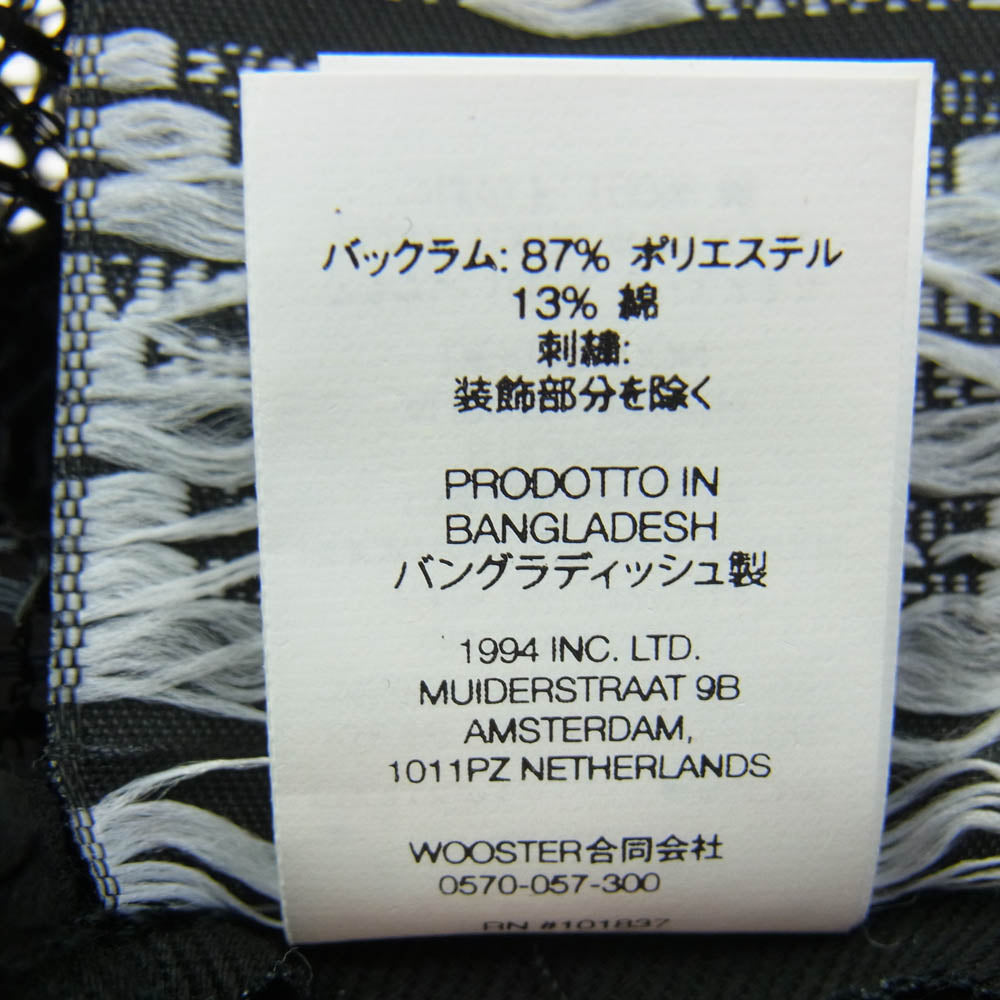 バックラム: 87% ポリエステル
13% 綿
刺繍:
装飾部分を除く
PRODOTTO IN
BANGLADESH
バングラディッシュ製
1994 INC. LTD.
MUIDERSTRAAT 9B
AMSTERDAM,
1011PZ NETHERLANDS
WOOSTER合同会社
0570-057-300
RN #101837